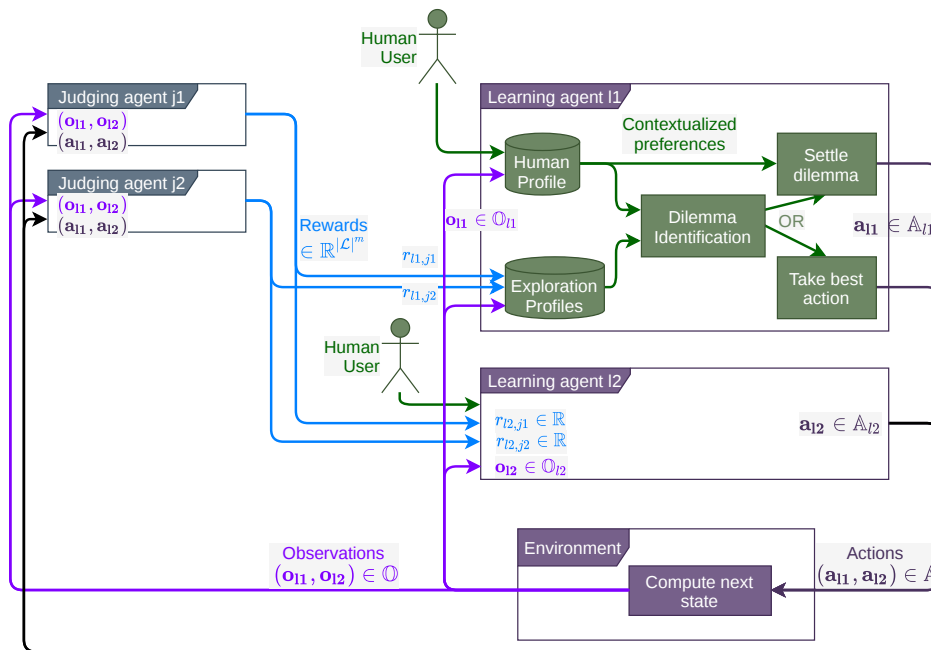 Human
User
Judging agent j1
(o_l1, o_l2)
(a_l1, a_l2)
Judging agent j2
(o_l1, o_l2)
(a_l1, a_l2)
Rewards
∈ ℝ^|ℒ|^m
r_l1,j1
r_l1,j2
Learning agent l1
Human
Profile
Contextualized
preferences
Settle
dilemma
o_l1 ∈ 𝕆_l1
Dilemma
Identification
OR
a_l1 ∈ 𝔸_l1
Exploration
Profiles
Take best
action
Human
User
Learning agent l2
r_l2,j1 ∈ ℝ
r_l2,j2 ∈ ℝ
o_l2 ∈ 𝕆_l2
a_l2 ∈ 𝔸_l2
Observations
(o_l1, o_l2) ∈ 𝕆
Environment
Compute next
state
Actions
(a_l1, a_l2) ∈ 𝔸